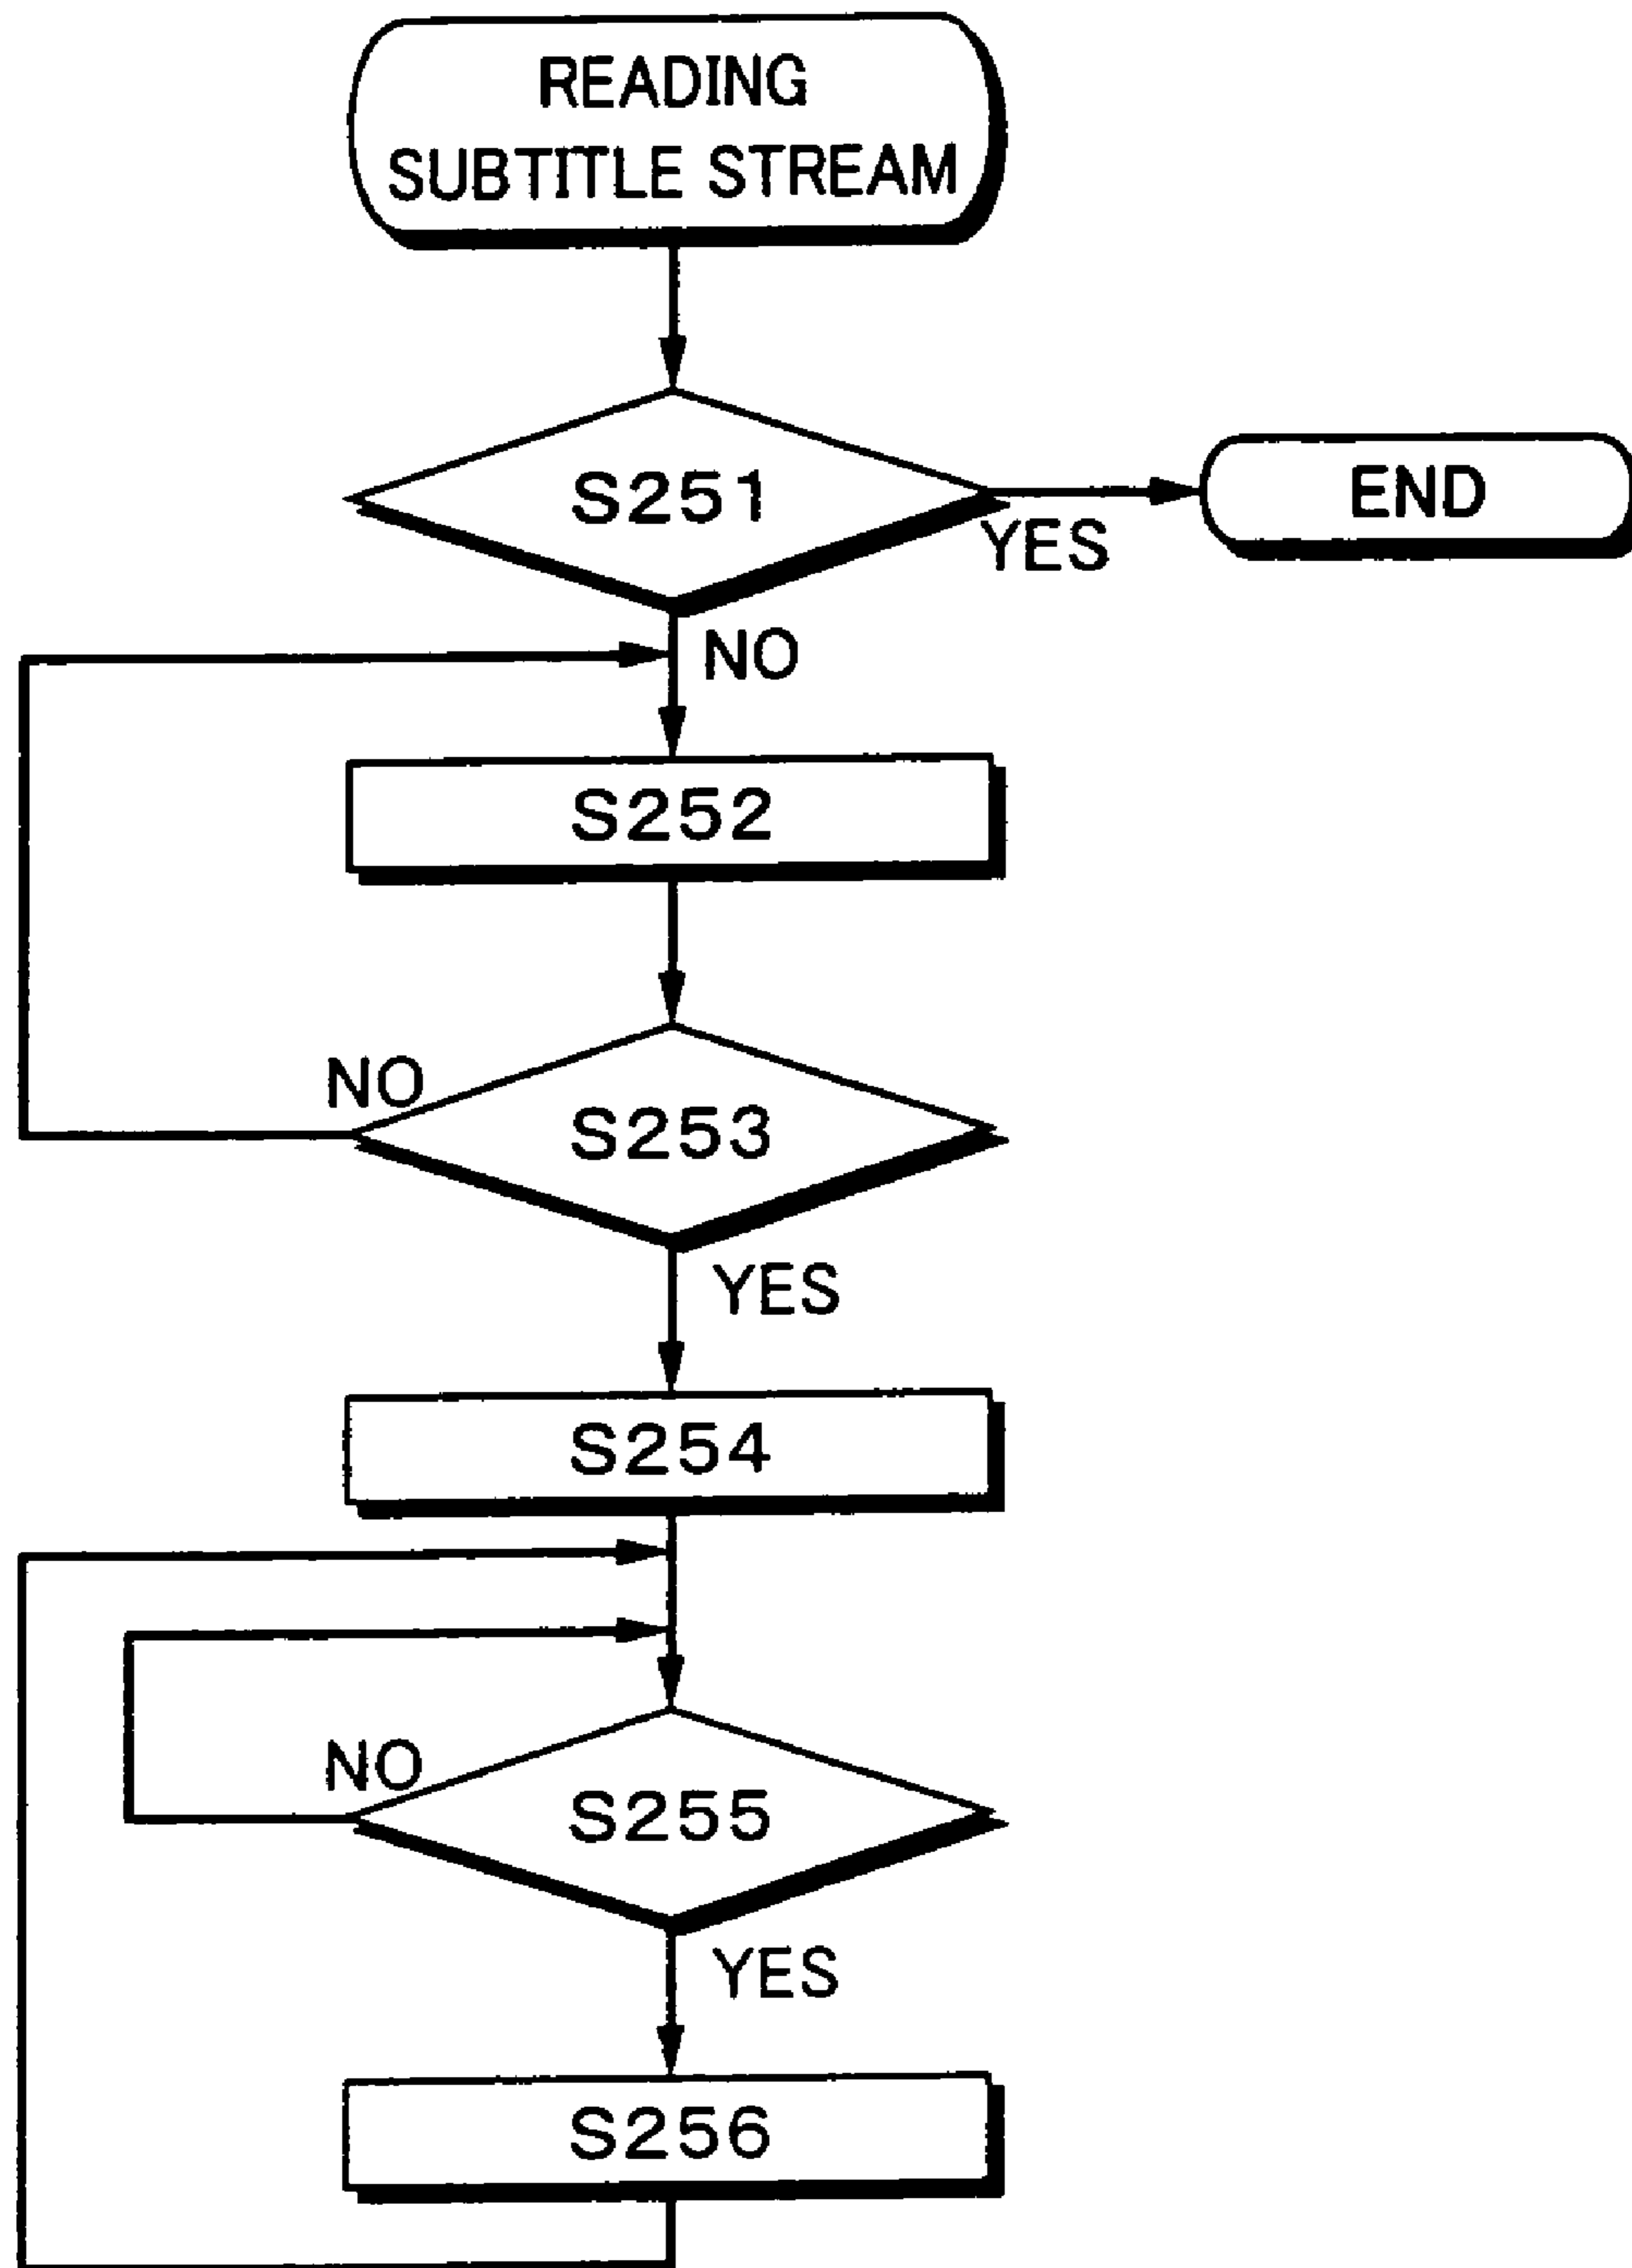 READING
SUBTITLE STREAM
S251
END
YES
NO
S252
NO
S253
YES
S254
NO
S255
YES
S256